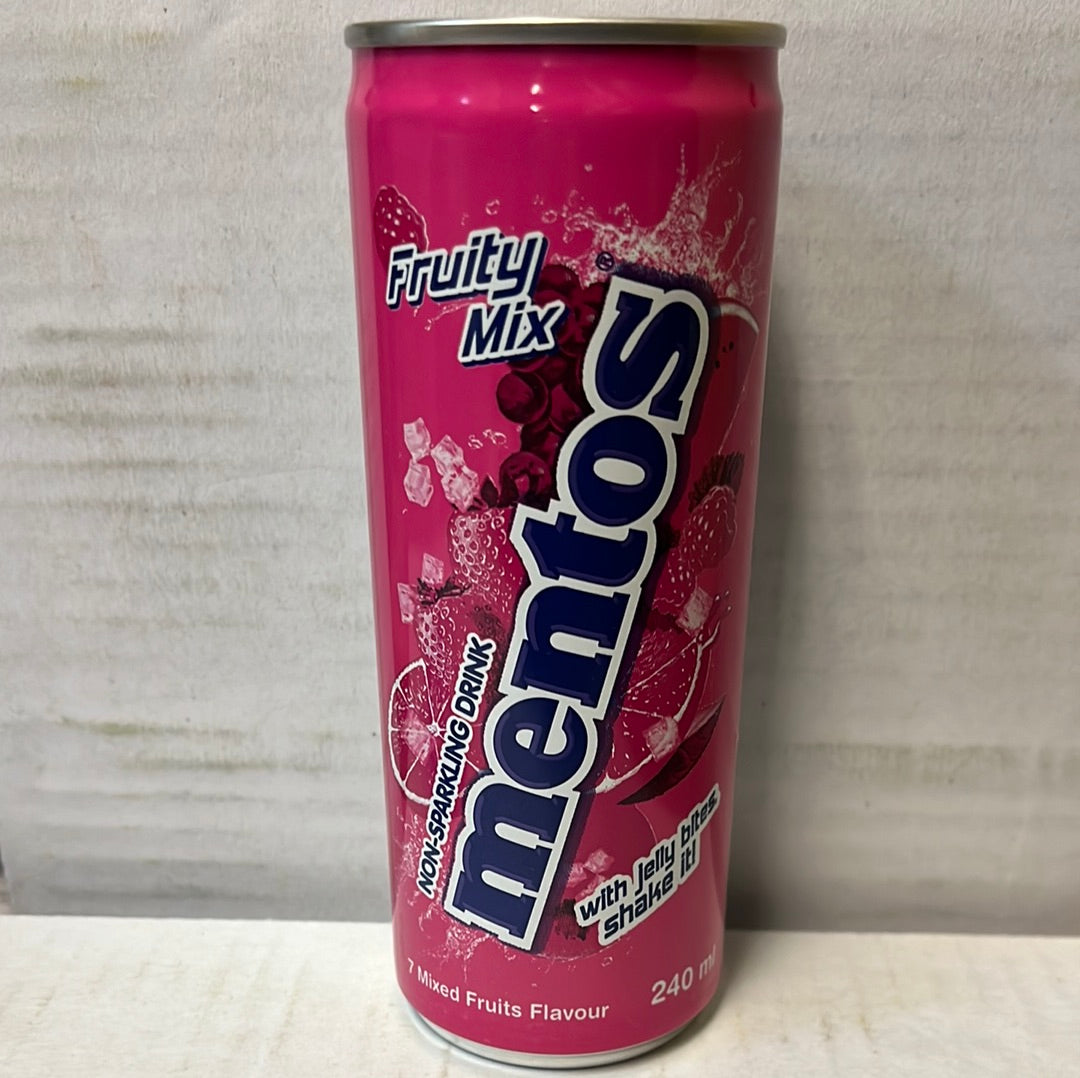 Fruity
Mix
mentos®
NON-SPARKLING DRINK
with jelly bites
shake it!
7 Mixed Fruits Flavour
240 ml